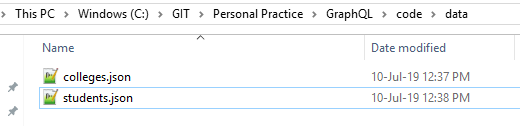 This PC > Windows (C:) > GIT > Personal Practice > GraphQL > code > data
Name Date modified
colleges.json 10-Jul-19 12:37 PM
students.json 10-Jul-19 12:38 PM